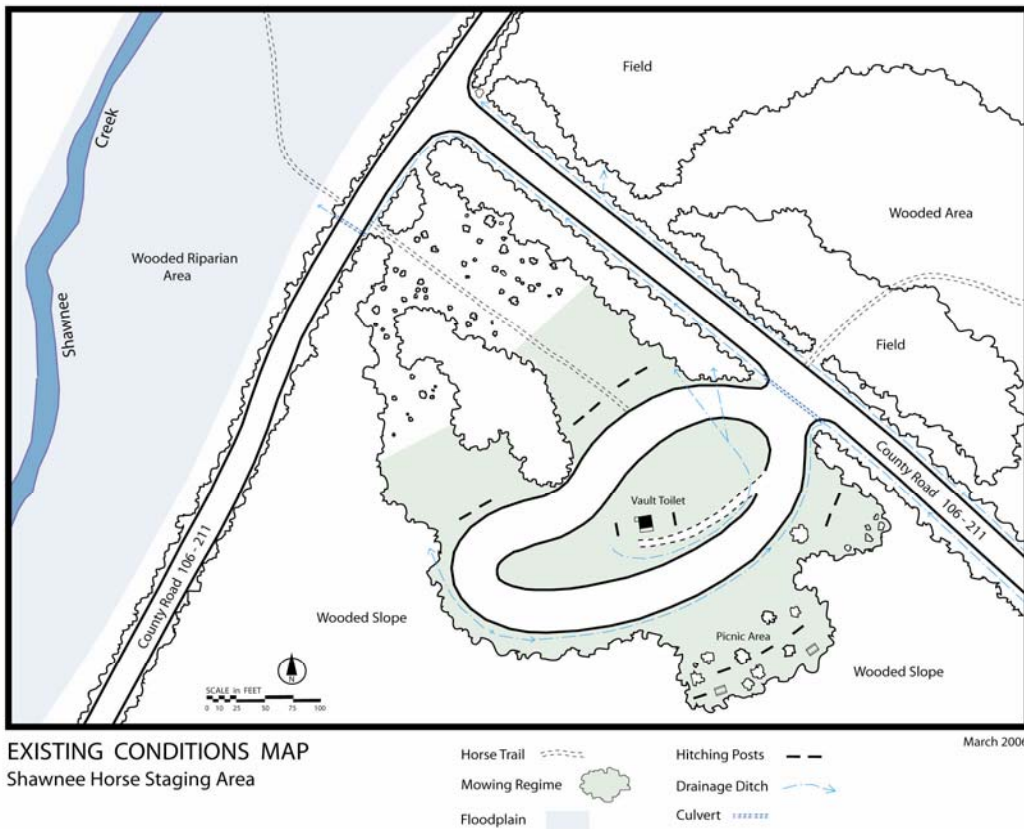 Field
Creek
Wooded Area
Wooded Riparian
Area
Shawnee
Field
County Road 106 - 211
Vault Toilet
County Road 106 - 211
Wooded Slope
Picnic Area
Wooded Slope
N
SCALE in FEET
0 10 25 50 75 100
EXISTING CONDITIONS MAP
Shawnee Horse Staging Area
March 2006
Horse Trail
Hitching Posts
Mowing Regime
Drainage Ditch
Floodplain
Culvert